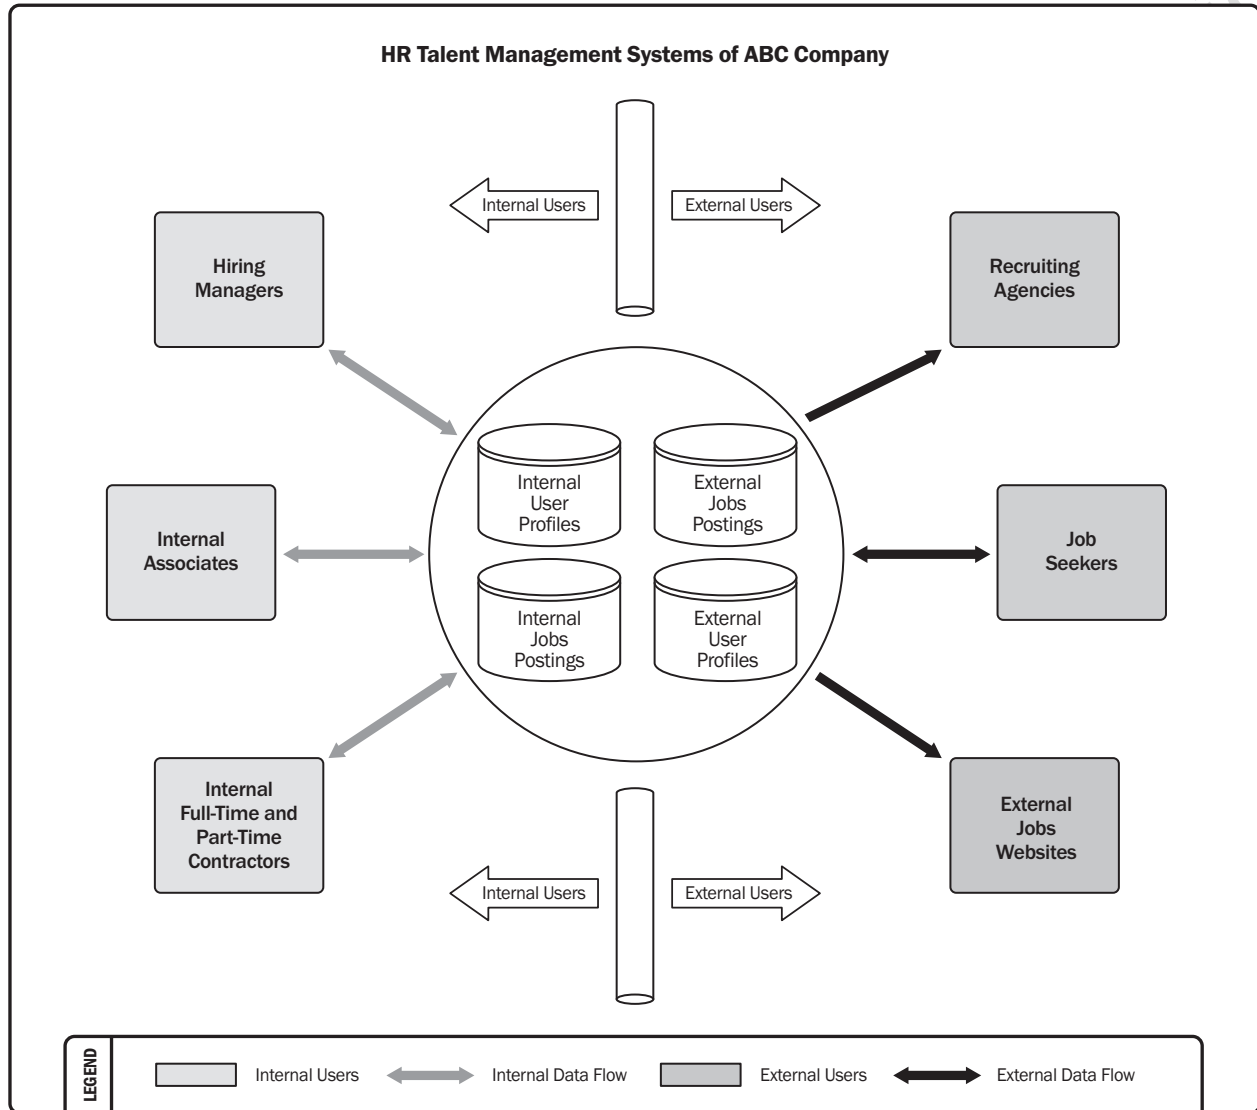 HR Talent Management Systems of ABC Company
Internal Users
External Users
Hiring
Managers
Recruiting
Agencies
Internal
User
Profiles
External
Jobs
Postings
Internal
Associates
Job
Seekers
Internal
Jobs
Postings
External
User
Profiles
Internal
Full-Time and
Part-Time
Contractors
External
Jobs
Websites
Internal Users
External Users
LEGEND
Internal Users
Internal Data Flow
External Users
External Data Flow